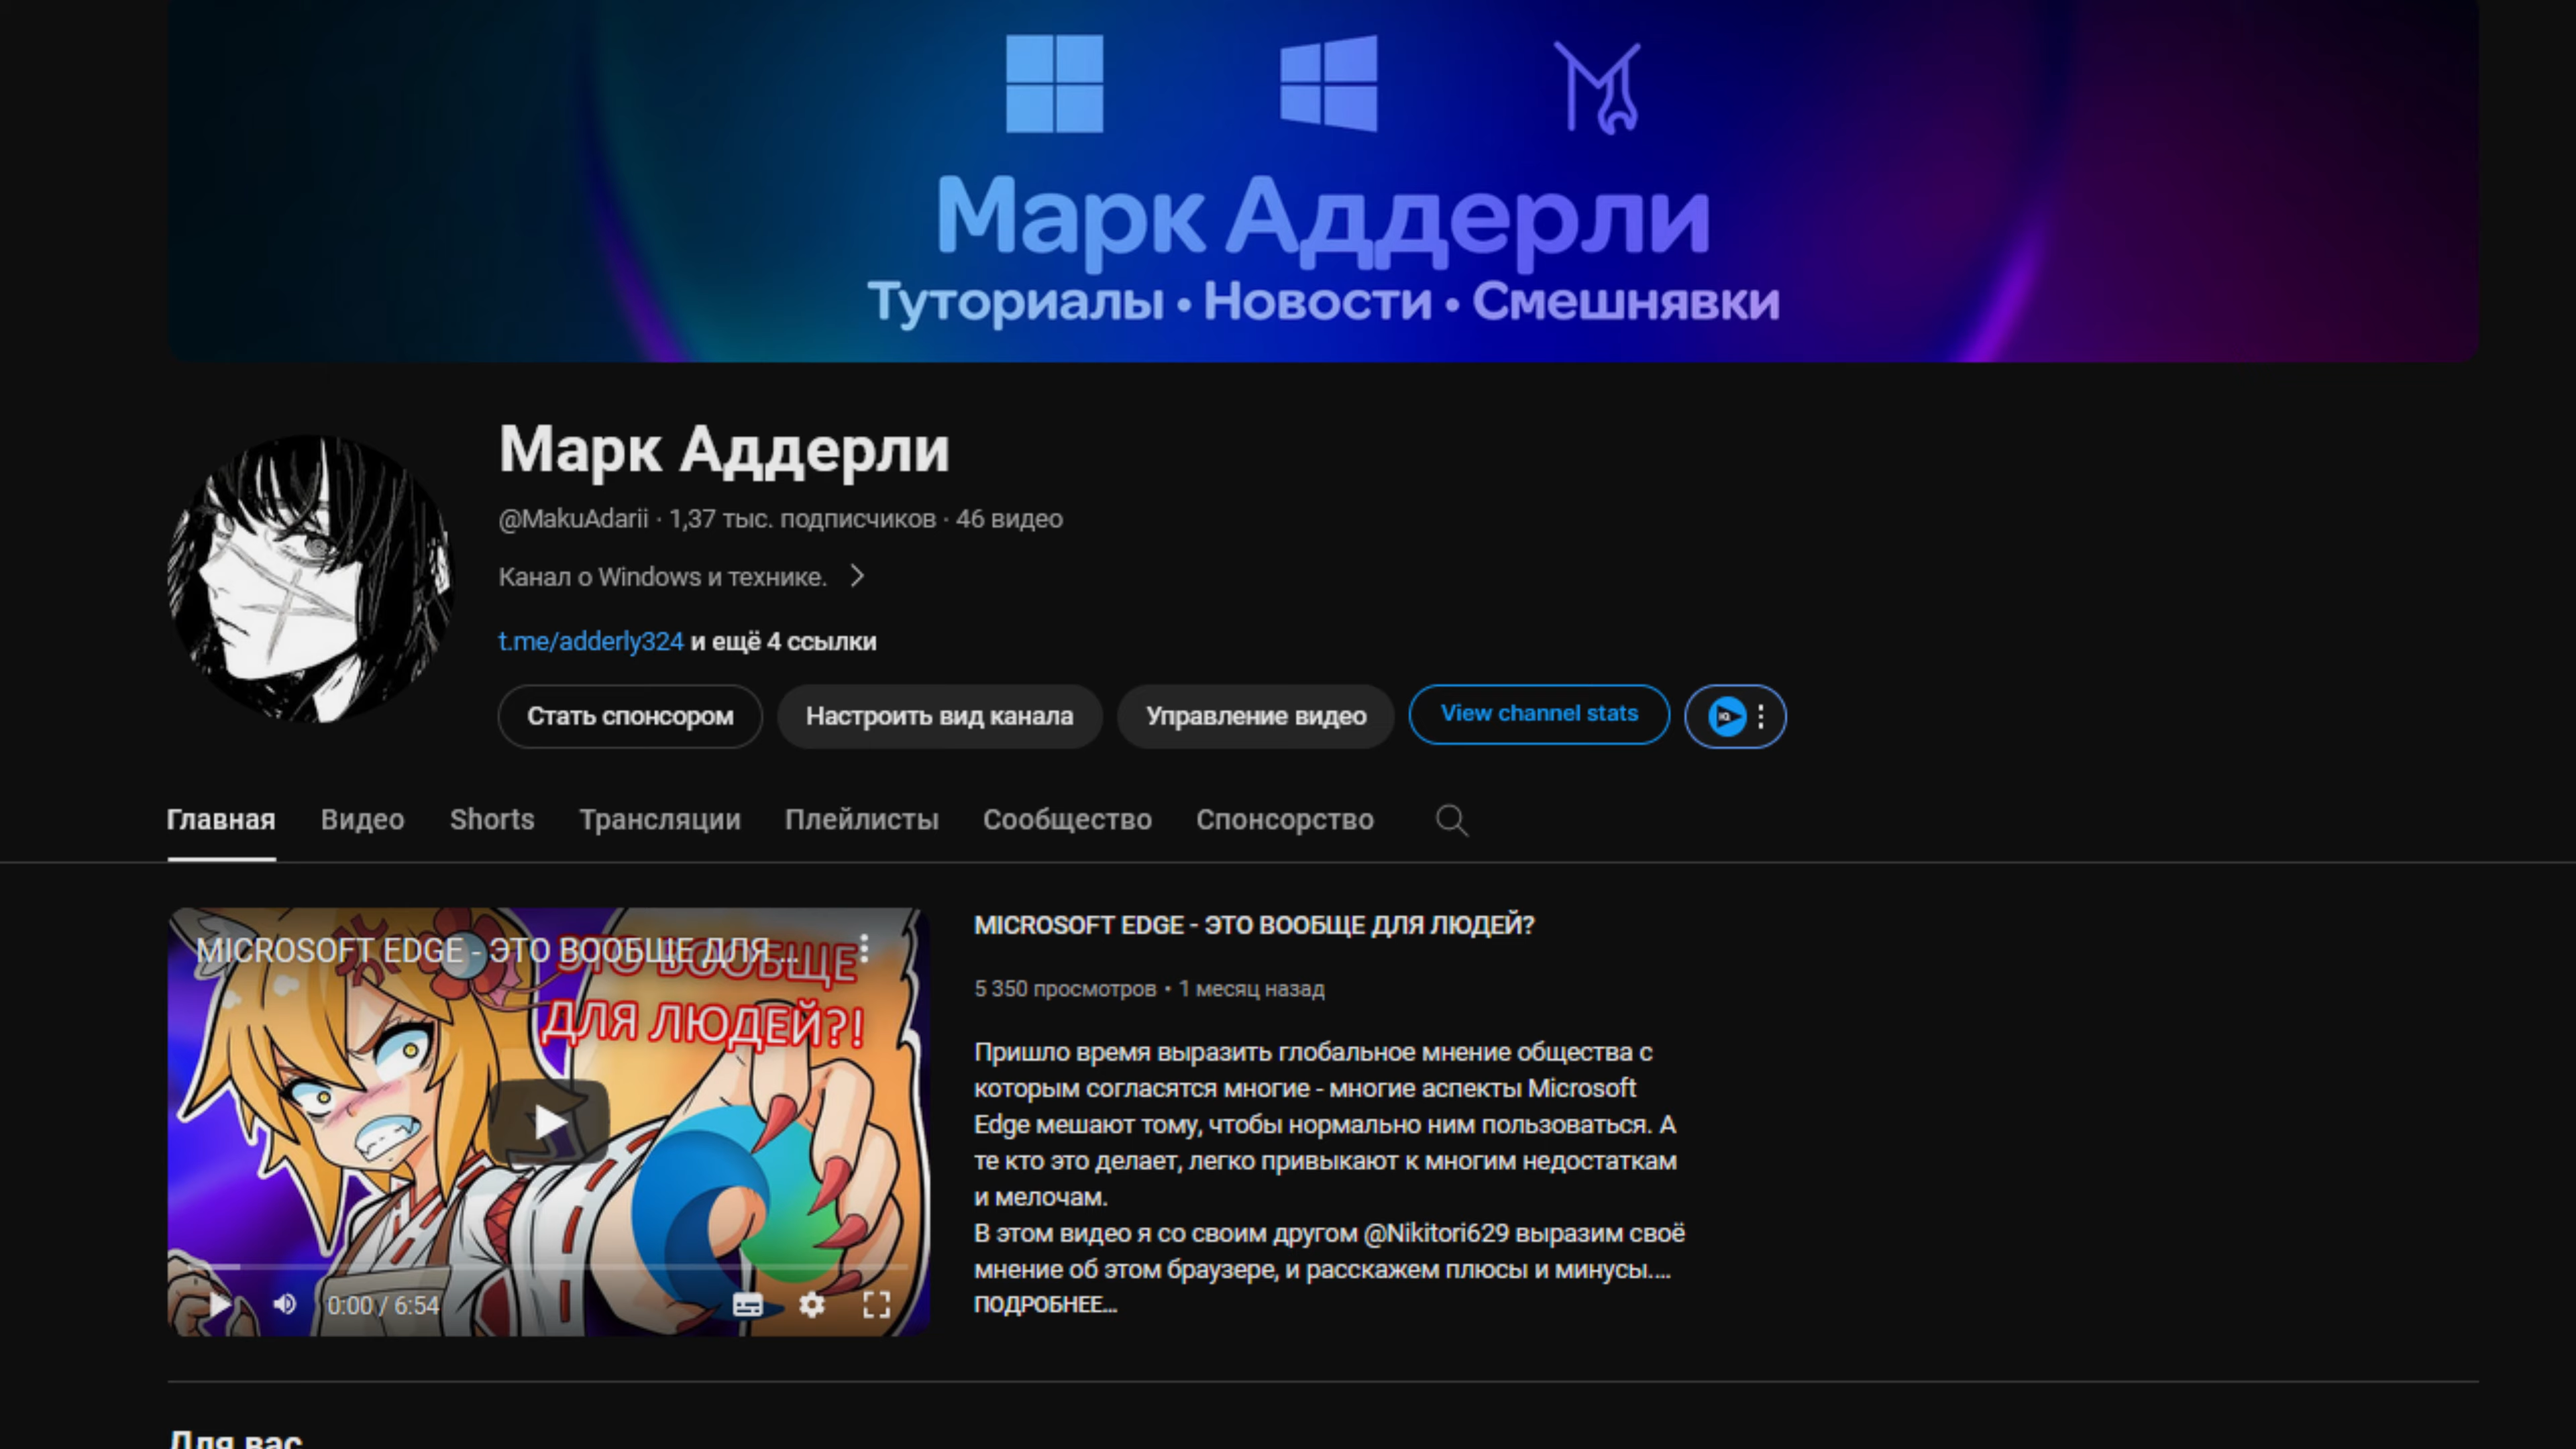 Марк Аддерли
Туториалы • Новости • Смешнявки
Марк Аддерли
@MakuAdarii · 1,37 тыс. подписчиков · 46 видео
Канал о Windows и технике.
t.me/adderly324 и ещё 4 ссылки
Стать спонсором Настроить вид канала Управление видео View channel stats IQ
Главная Видео Shorts Трансляции Плейлисты Сообщество Спонсорство
MICROSOFT EDGE - ЭТО ВООБЩЕ ДЛЯ ...
ЭТО ВООБЩЕ
ДЛЯ ЛЮДЕЙ?!
0:00 / 6:54
MICROSOFT EDGE - ЭТО ВООБЩЕ ДЛЯ ЛЮДЕЙ?
5 350 просмотров • 1 месяц назад
Пришло время выразить глобальное мнение общества с
которым согласятся многие - многие аспекты Microsoft
Edge мешают тому, чтобы нормально ним пользоваться. А
те кто это делает, легко привыкают к многим недостаткам
и мелочам.
В этом видео я со своим другом @Nikitori629 выразим своё
мнение об этом браузере, и расскажем плюсы и минусы....
ПОДРОБНЕЕ...
Для вас